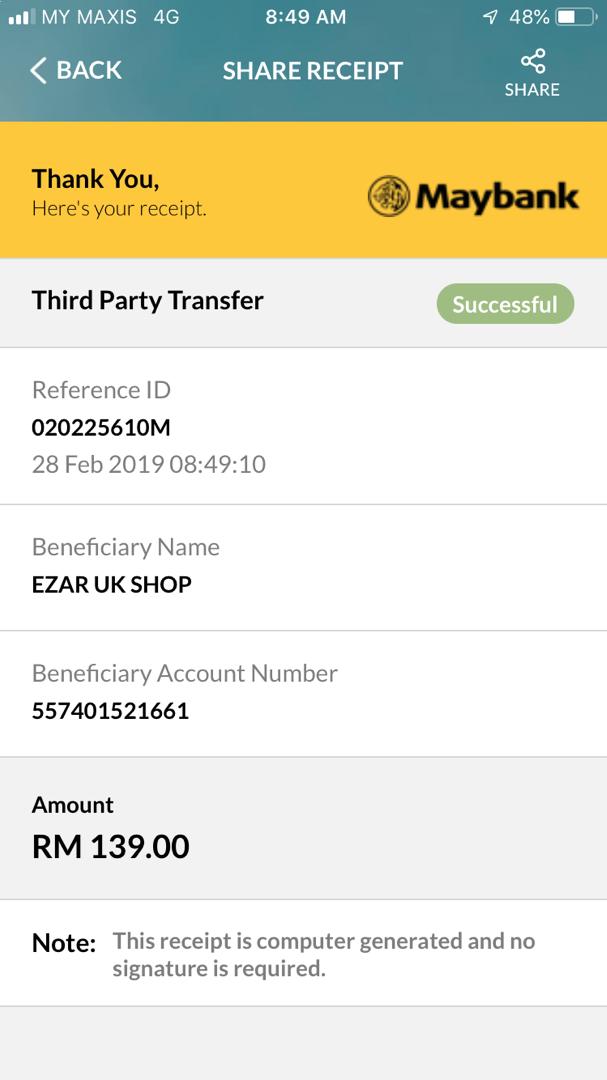 MY MAXIS 4G 8:49 AM 48%
BACK SHARE RECEIPT SHARE
Thank You,
Here's your receipt.
Maybank
Third Party Transfer Successful
Reference ID
020225610M
28 Feb 2019 08:49:10
Beneficiary Name
EZAR UK SHOP
Beneficiary Account Number
557401521661
Amount
RM 139.00
Note: This receipt is computer generated and no
signature is required.